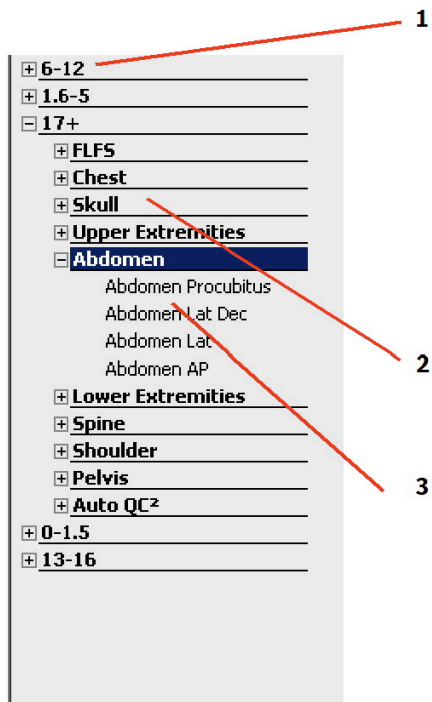 1
6-12
1.6-5
17+
FLFS
Chest
Skull
Upper Extremities
Abdomen
Abdomen Procubitus
Abdomen Lat Dec
Abdomen Lat
2
Abdomen AP
Lower Extremities
Spine
Shoulder
3
Pelvis
Auto QC²
0-1.5
13-16